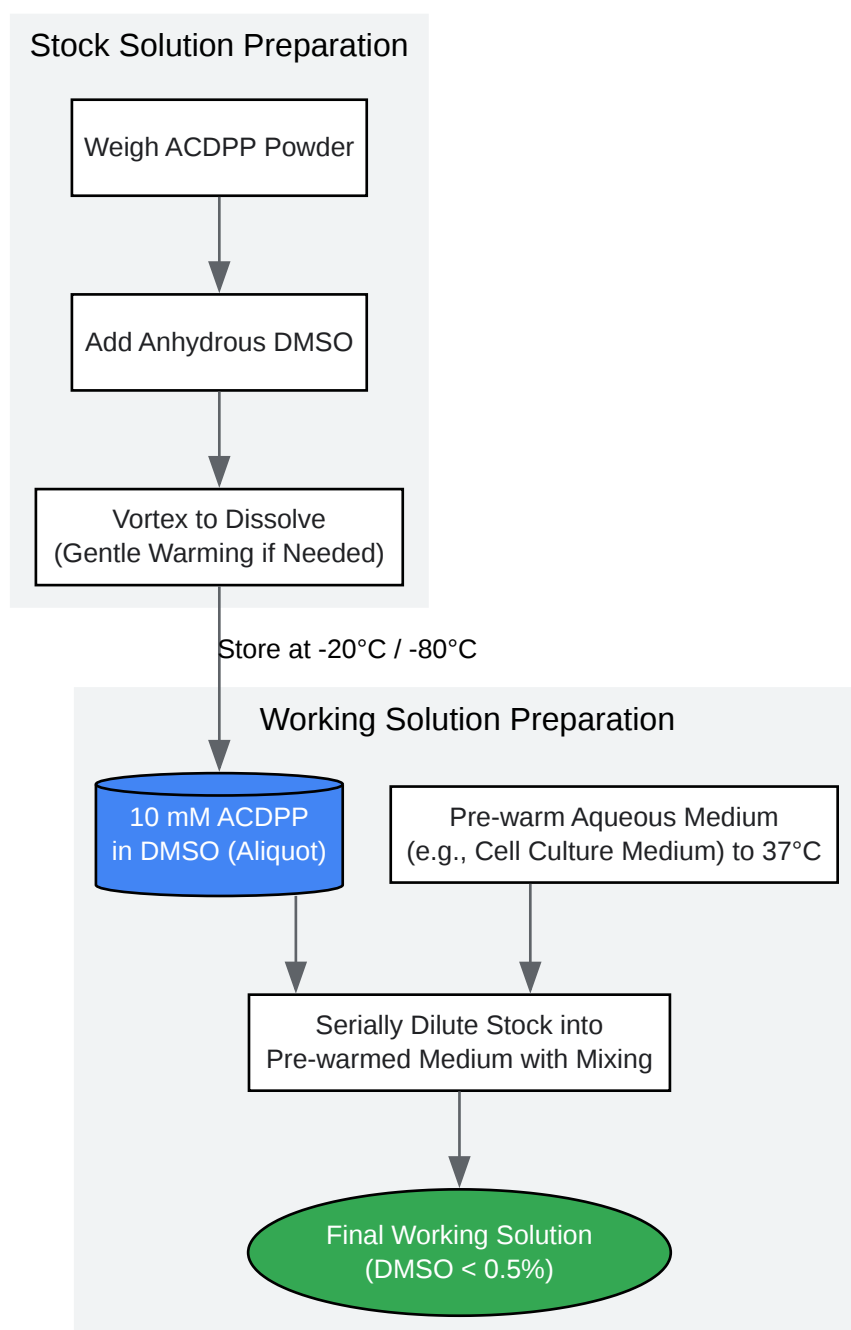 Stock Solution Preparation
Weigh ACDPP Powder
Add Anhydrous DMSO
Vortex to Dissolve
(Gentle Warming if Needed)
Store at -20°C / -80°C
Working Solution Preparation
10 mM ACDPP
in DMSO (Aliquot)
Pre-warm Aqueous Medium
(e.g., Cell Culture Medium) to 37°C
Serially Dilute Stock into
Pre-warmed Medium with Mixing
Final Working Solution
(DMSO < 0.5%)